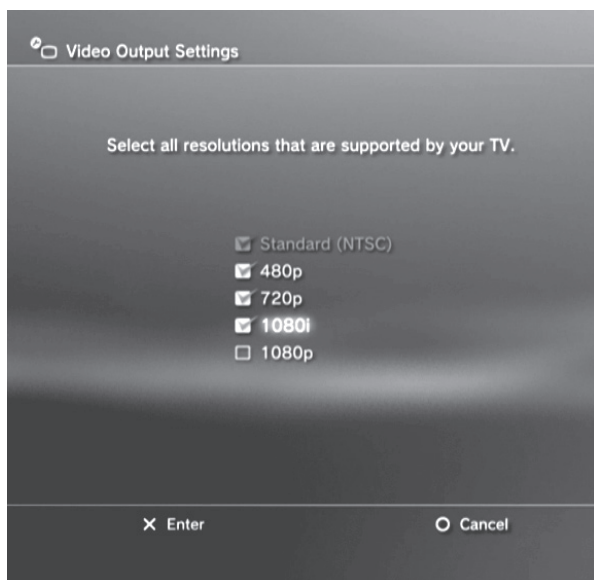 Video Output Settings
Select all resolutions that are supported by your TV.
Standard (NTSC)
480p
720p
1080i
1080p
Enter
Cancel